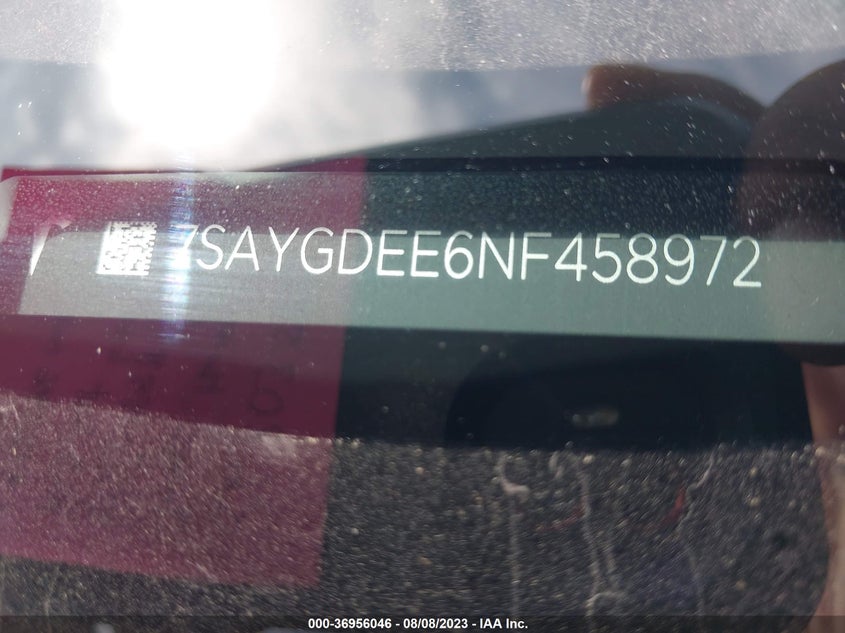 7SAYGDEE6NF458972
000-36956046 - 08/08/2023 - IAA Inc.